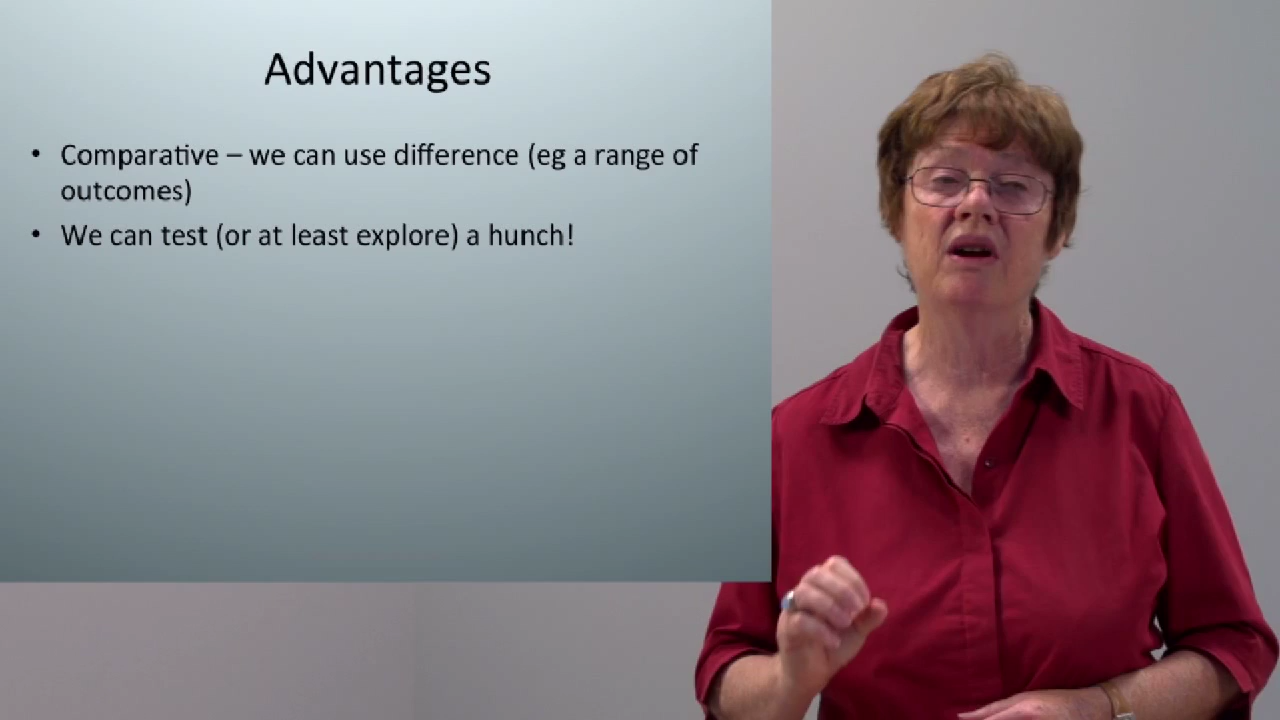 Advantages
• Comparative – we can use difference (eg a range of
outcomes)
• We can test (or at least explore) a hunch!